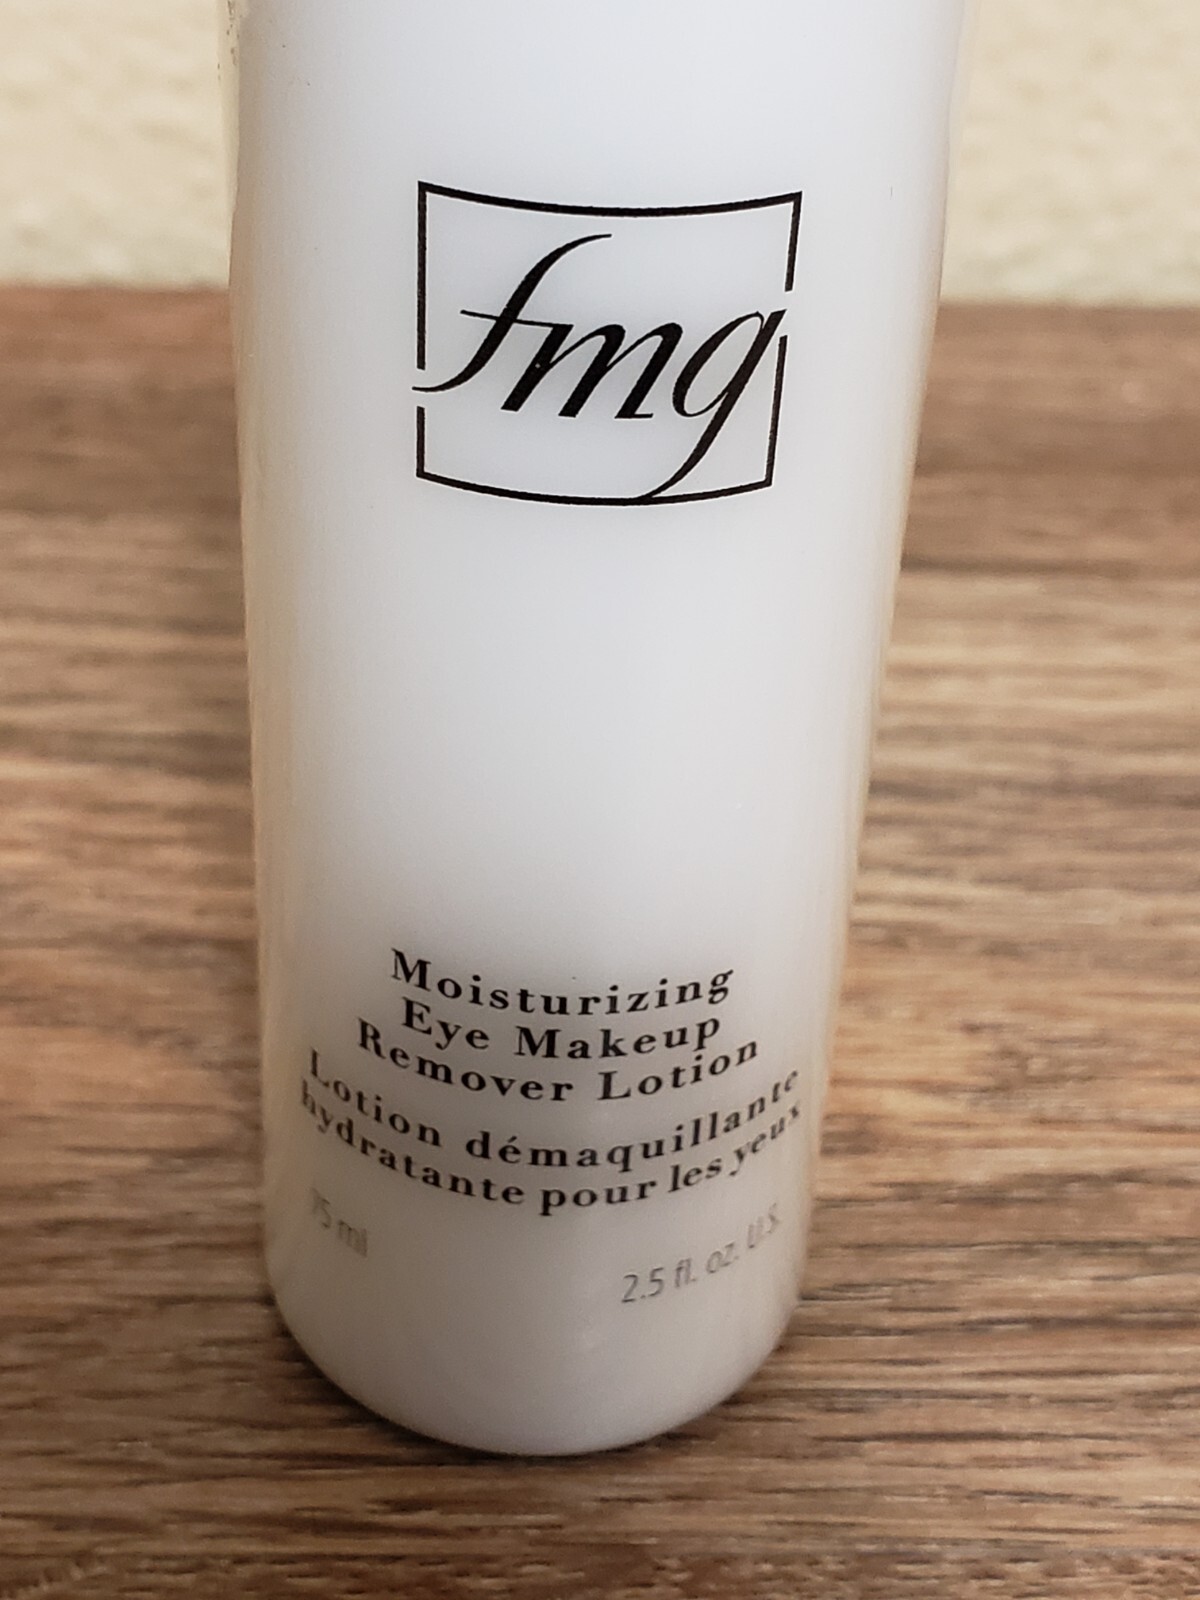 fmg
Moisturizing
Eye Makeup
Remover Lotion
Lotion démaquillante
hydratante pour les yeux
75 ml
2.5 fl. oz. U.S.